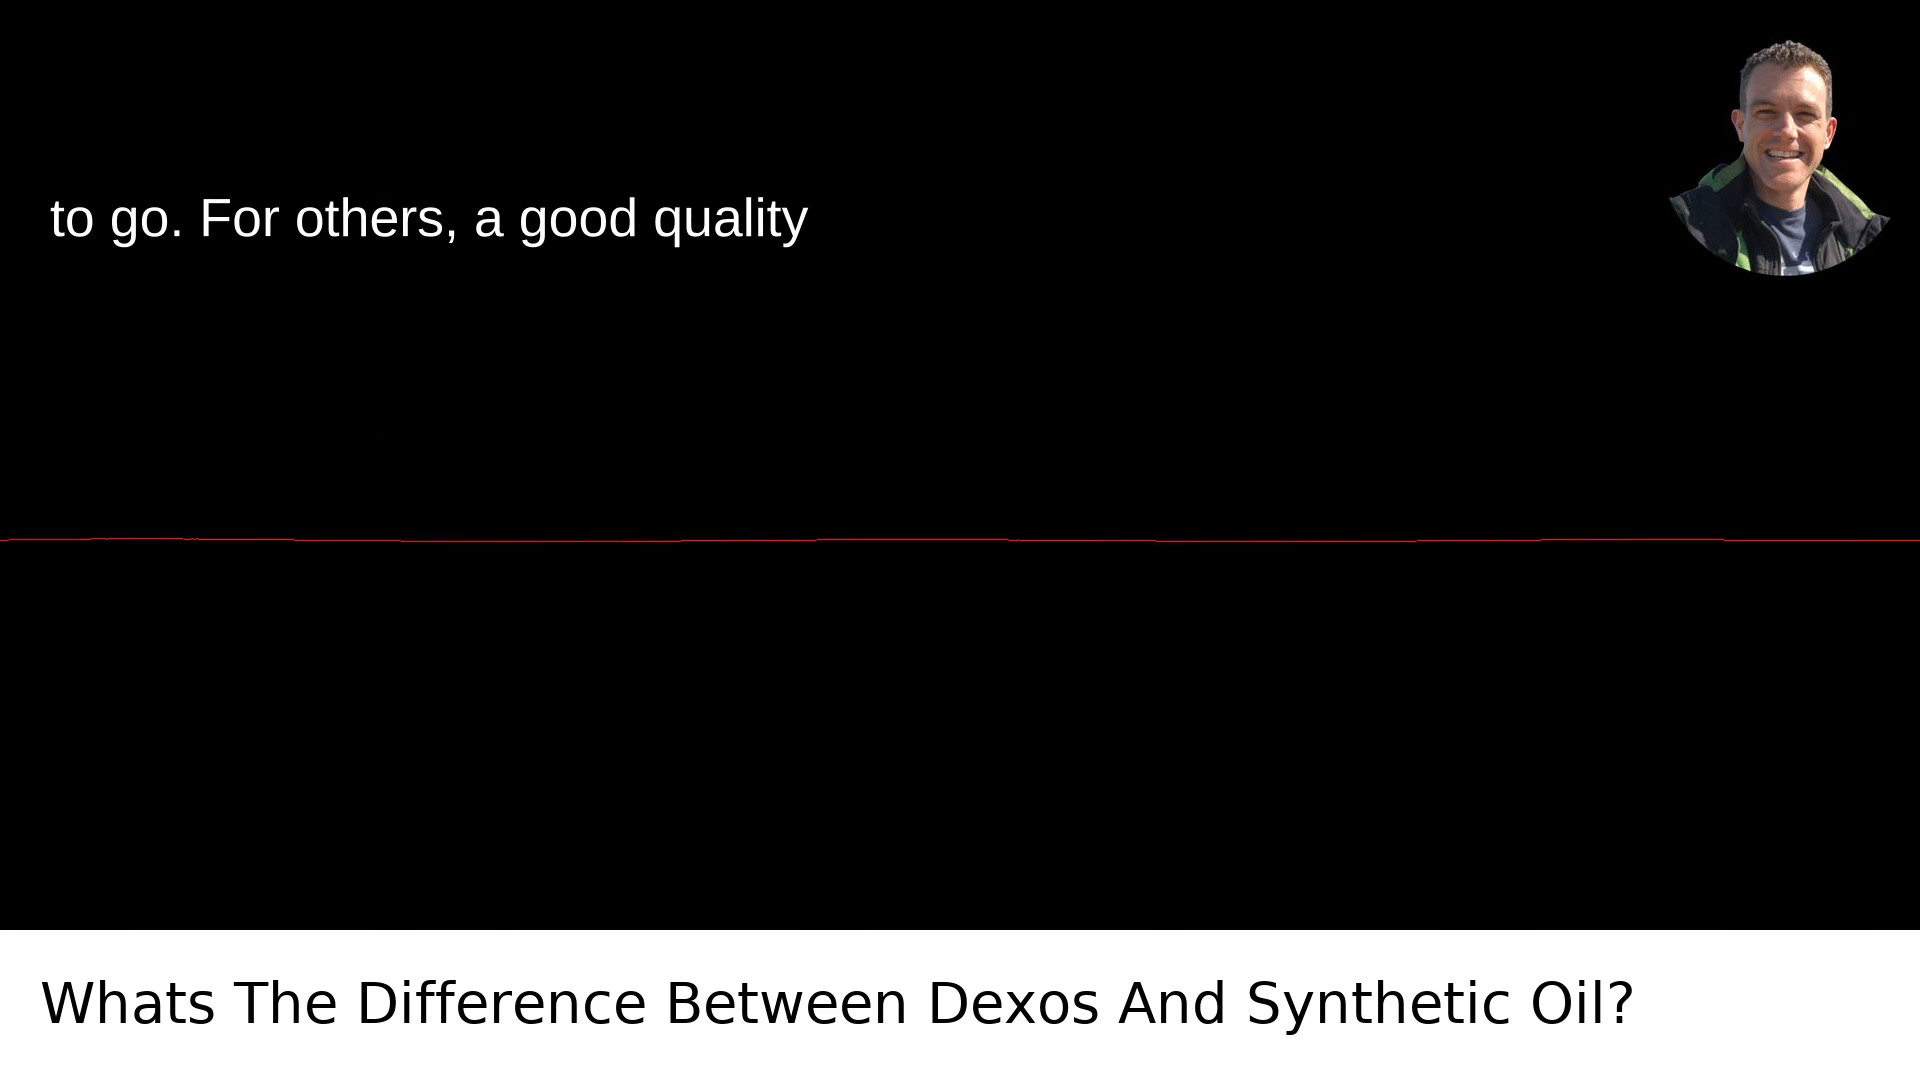 to go. For others, a good quality
Whats The Difference Between Dexos And Synthetic Oil?